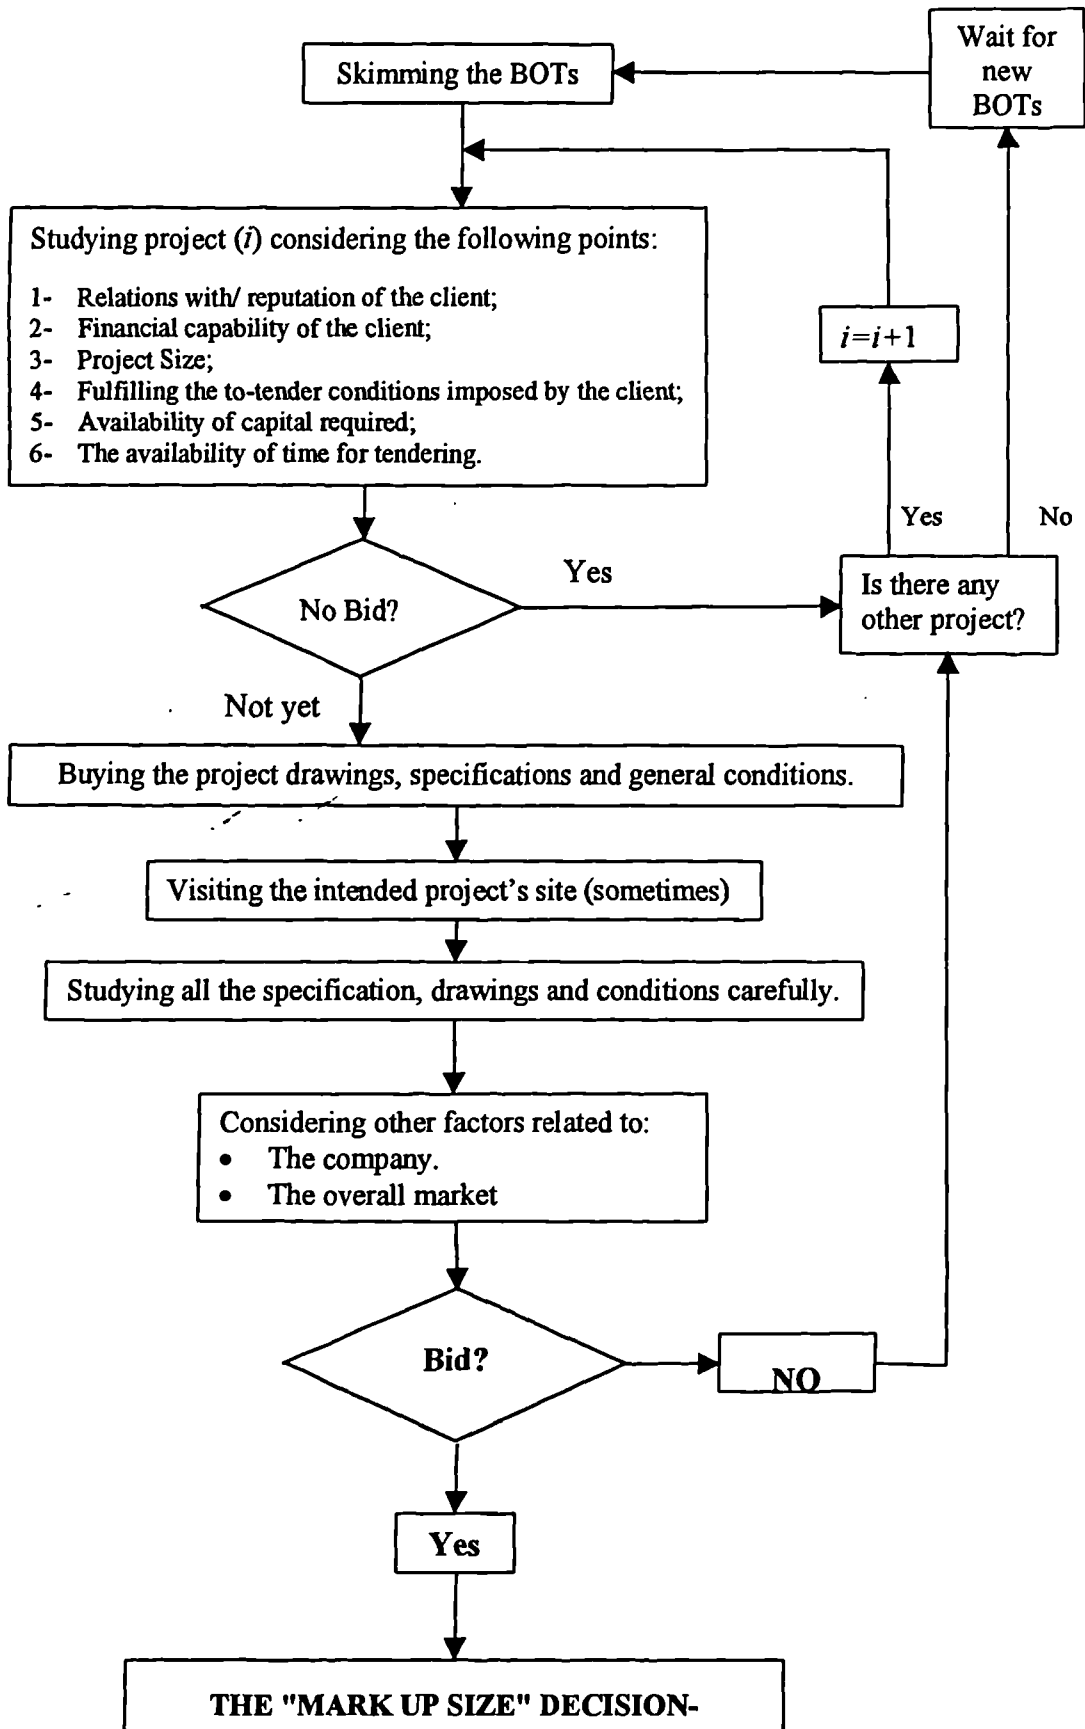 Wait for
new
BOTs
Skimming the BOTs
Studying project (i) considering the following points:
1- Relations with/ reputation of the client;
2- Financial capability of the client;
3- Project Size;
4- Fulfilling the to-tender conditions imposed by the client;
5- Availability of capital required;
6- The availability of time for tendering.
i=i+1
Yes
No
No Bid?
Yes
Is there any
other project?
Not yet
Buying the project drawings, specifications and general conditions.
Visiting the intended project's site (sometimes)
Studying all the specification, drawings and conditions carefully.
Considering other factors related to:
• The company.
• The overall market
Bid?
NO
Yes
THE "MARK UP SIZE" DECISION-